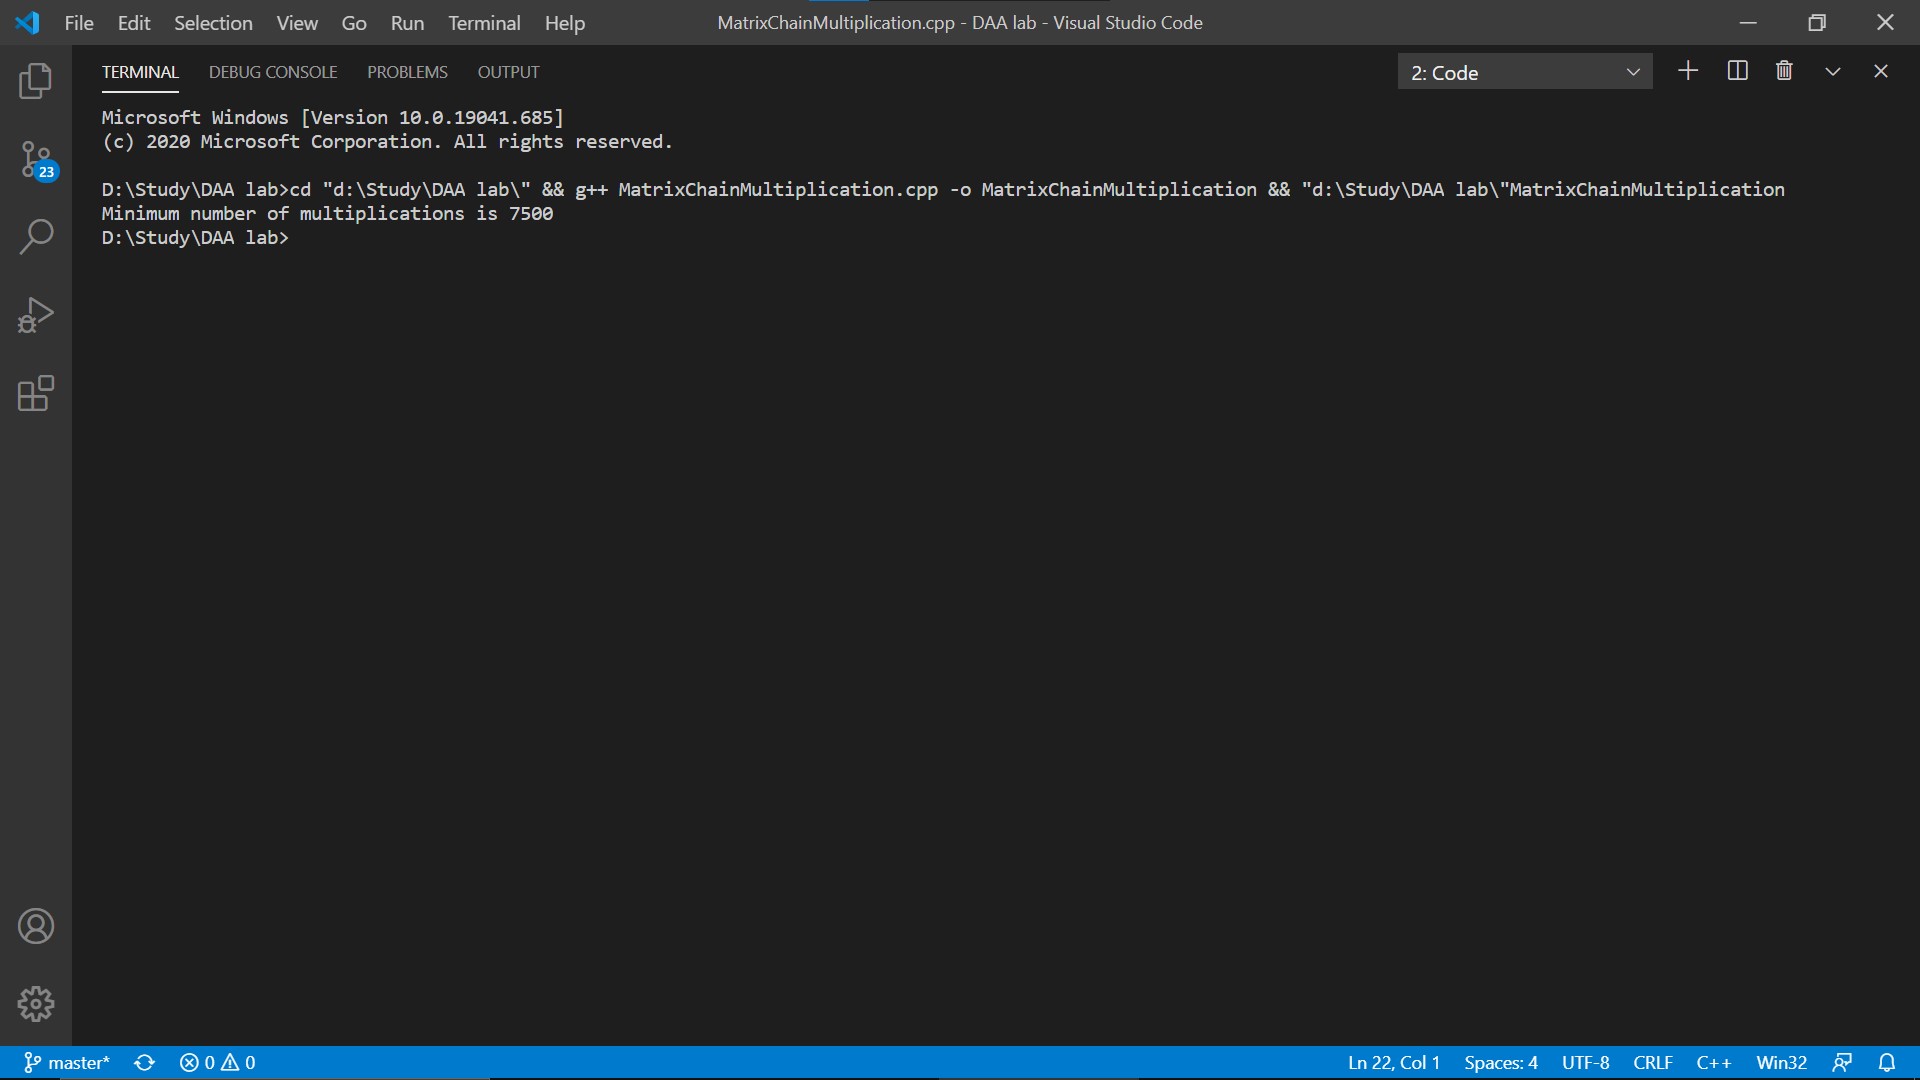 File Edit Selection View Go Run Terminal Help MatrixChainMultiplication.cpp - DAA lab - Visual Studio Code
TERMINAL DEBUG CONSOLE PROBLEMS OUTPUT 2: Code
Microsoft Windows [Version 10.0.19041.685]
(c) 2020 Microsoft Corporation. All rights reserved.
D:\Study\DAA lab>cd "d:\Study\DAA lab\" && g++ MatrixChainMultiplication.cpp -o MatrixChainMultiplication && "d:\Study\DAA lab\"MatrixChainMultiplication
Minimum number of multiplications is 7500
D:\Study\DAA lab>
23
master* 0 0 Ln 22, Col 1 Spaces: 4 UTF-8 CRLF C++ Win32